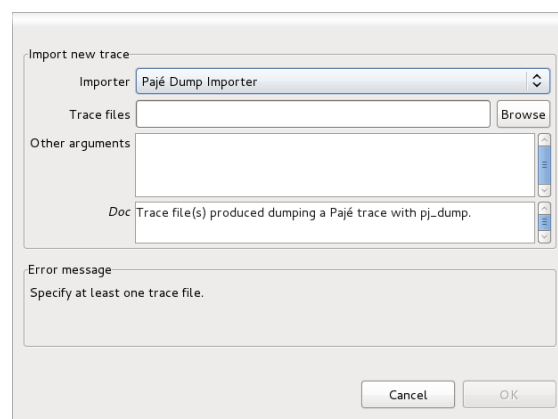 Import new trace
Importer Pajé Dump Importer
Trace files Browse
Other arguments
Doc Trace file(s) produced dumping a Pajé trace with pj_dump.
Error message
Specify at least one trace file.
Cancel OK